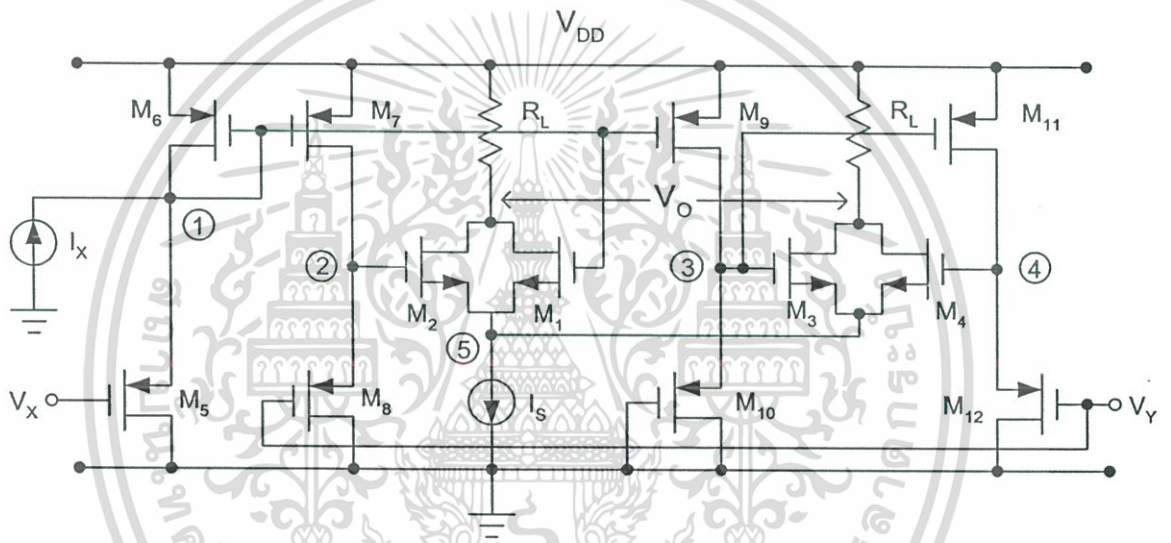 V_DD
M_6
M_7
R_L
M_9
R_L
M_11
V_O
①
I_X
②
M_2
M_1
③
M_3
M_4
④
⑤
V_X
M_5
M_8
I_S
M_10
M_12
V_Y